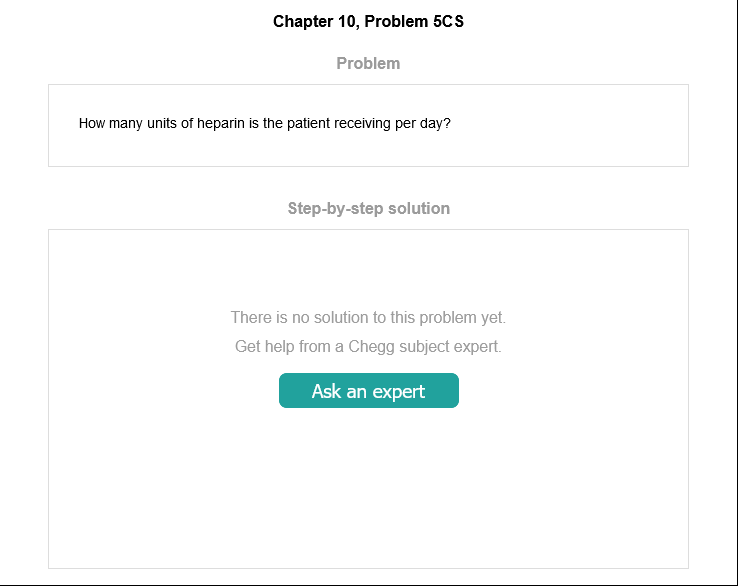 Chapter 10, Problem 5CS
Problem
How many units of heparin is the patient receiving per day?
Step-by-step solution
There is no solution to this problem yet.
Get help from a Chegg subject expert.
Ask an expert